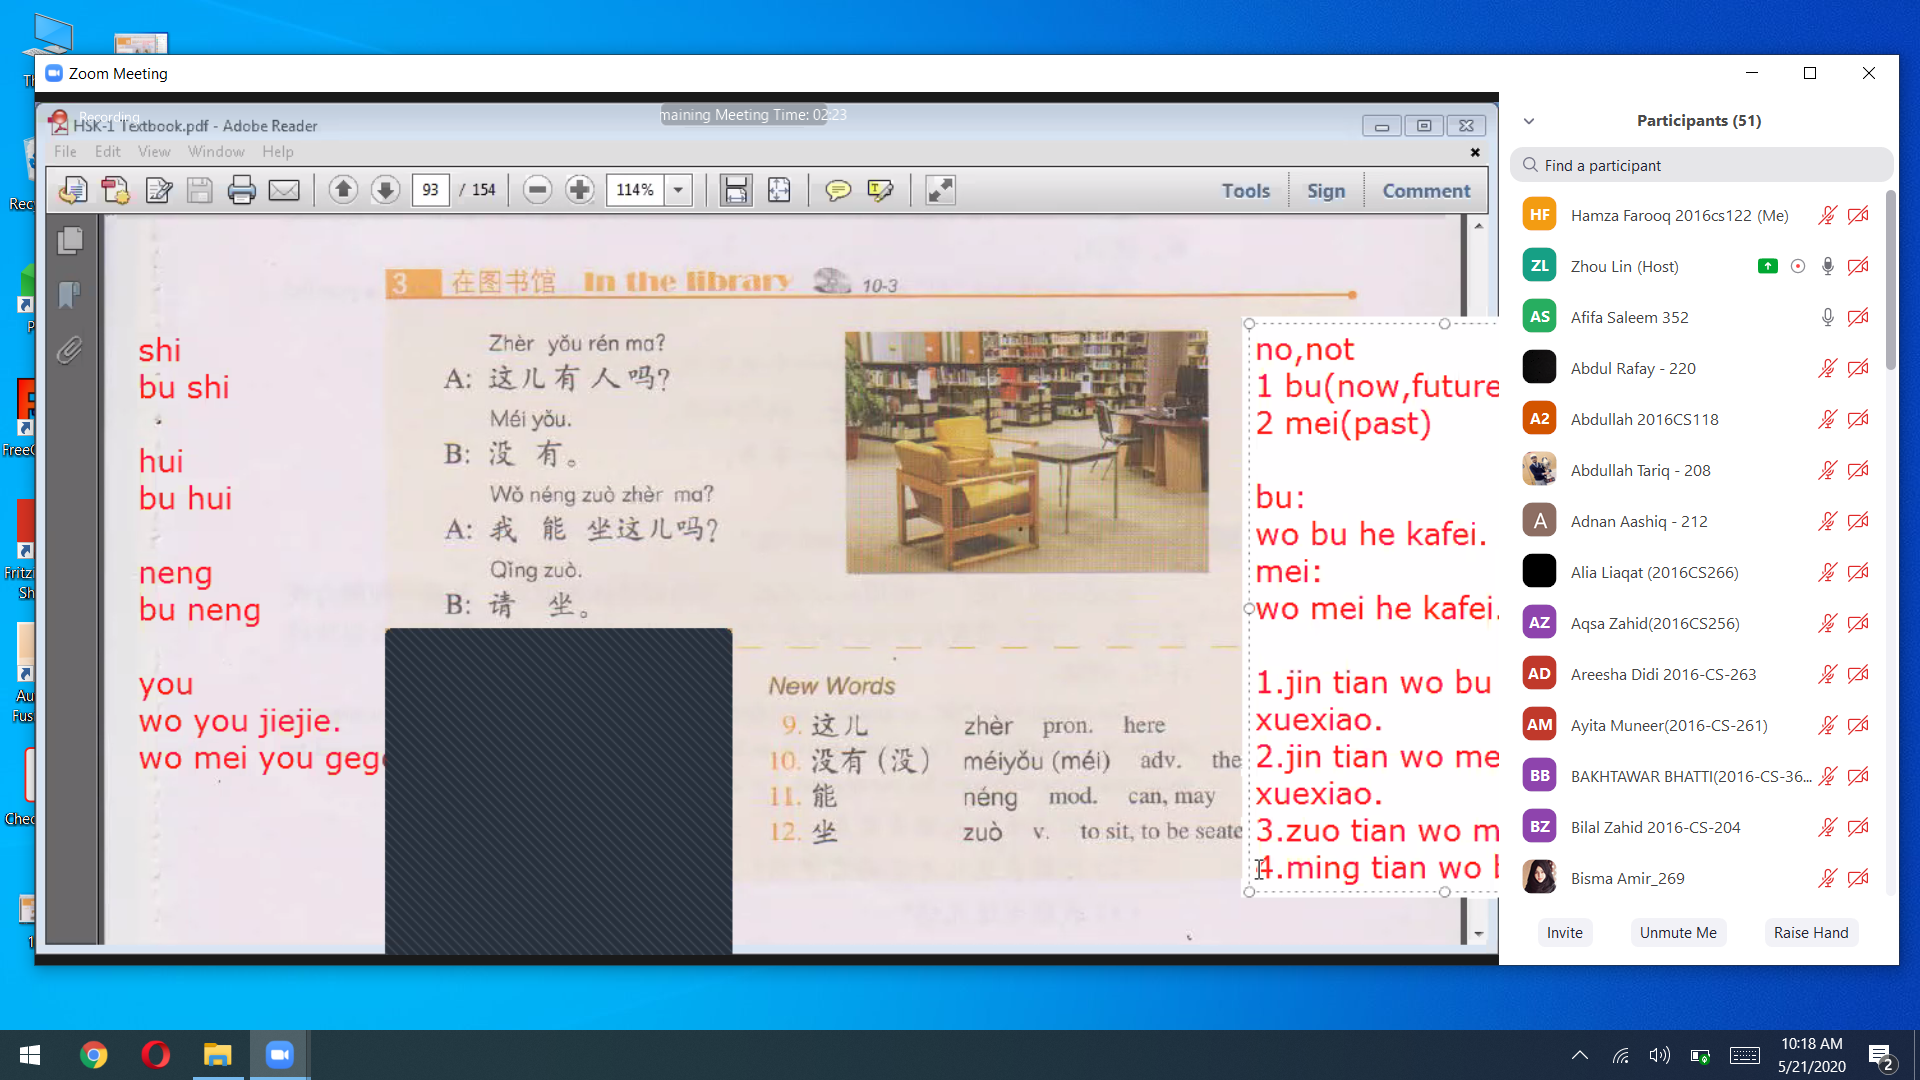 Zoom Meeting
Recording
Meeting Time: 02:23
HSK-1 Textbook.pdf - Adobe Reader
File Edit View Window Help
93 / 154
114%
Tools Sign Comment
3 在图书馆 In the library 10-3
Zhèr yǒu rén ma?
A: 这儿有人吗?
Méi yǒu.
B: 没有。
Wǒ néng zuò zhèr ma?
A: 我能坐这儿吗?
Qǐng zuò.
B: 请坐。
New Words
9. 这儿 zhèr pron. here
10. 没有（没） méiyǒu (méi) adv. the
11. 能 néng mod. can, may
12. 坐 zuò v. to sit, to be seate
shi
bu shi
hui
bu hui
neng
bu neng
you
wo you jiejie.
wo mei you geg
no,not
1 bu(now,future
2 mei(past)
bu:
wo bu he kafei.
mei:
wo mei he kafei.
1.jin tian wo bu
xuexiao.
2.jin tian wo me
xuexiao.
3.zuo tian wo m
4.ming tian wo b
Participants (51)
Find a participant
HF Hamza Farooq 2016cs122 (Me)
ZL Zhou Lin (Host)
AS Afifa Saleem 352
Abdul Rafay - 220
A2 Abdullah 2016CS118
Abdullah Tariq - 208
A Adnan Aashiq - 212
Alia Liaqat (2016CS266)
AZ Aqsa Zahid(2016CS256)
AD Areesha Didi 2016-CS-263
AM Ayita Muneer(2016-CS-261)
BB BAKHTAWAR BHATTI(2016-CS-36...
BZ Bilal Zahid 2016-CS-204
Bisma Amir_269
Invite Unmute Me Raise Hand
10:18 AM
5/21/2020
2